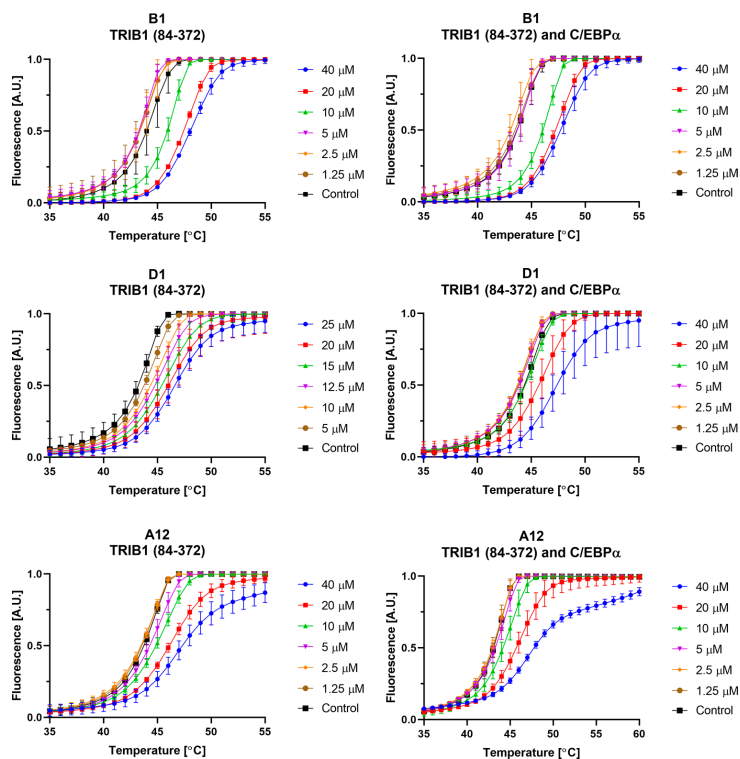 B1
TRIB1 (84-372)
Fluorescence [A.U.]
1.0
0.5
0.0
35 40 45 50 55
Temperature [°C]
40 μM
20 μM
10 μM
5 μM
2.5 μM
1.25 μM
Control
B1
TRIB1 (84-372) and C/EBPα
Fluorescence [A.U.]
1.0
0.5
0.0
35 40 45 50 55
Temperature [°C]
40 μM
20 μM
10 μM
5 μM
2.5 μM
1.25 μM
Control
D1
TRIB1 (84-372)
Fluorescence [A.U.]
1.0
0.5
0.0
35 40 45 50 55
Temperature [°C]
25 μM
20 μM
15 μM
12.5 μM
10 μM
5 μM
Control
D1
TRIB1 (84-372) and C/EBPα
Fluorescence [A.U.]
1.0
0.5
0.0
35 40 45 50 55
Temperature [°C]
40 μM
20 μM
10 μM
5 μM
2.5 μM
1.25 μM
Control
A12
TRIB1 (84-372)
Fluorescence [A.U.]
1.0
0.5
0.0
35 40 45 50 55
Temperature [°C]
40 μM
20 μM
10 μM
5 μM
2.5 μM
1.25 μM
Control
A12
TRIB1 (84-372) and C/EBPα
Fluorescence [A.U.]
1.0
0.5
0.0
35 40 45 50 55 60
Temperature [°C]
40 μM
20 μM
10 μM
5 μM
2.5 μM
1.25 μM
Control